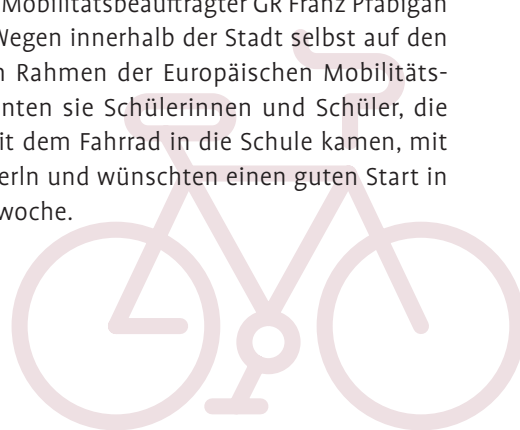 Mobilitätsbeauftragter GR Franz Pfabigan
Wegen innerhalb der Stadt selbst auf den
Rahmen der Europäischen Mobilitäts-
nten sie Schülerinnen und Schüler, die
it dem Fahrrad in die Schule kamen, mit
erln und wünschten einen guten Start in
woche.